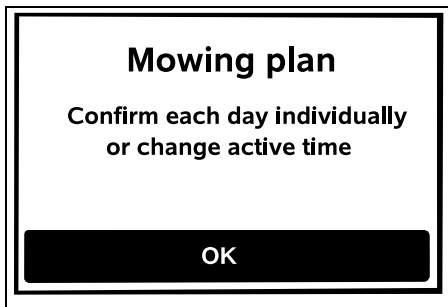 Mowing plan
Confirm each day individually
or change active time
OK